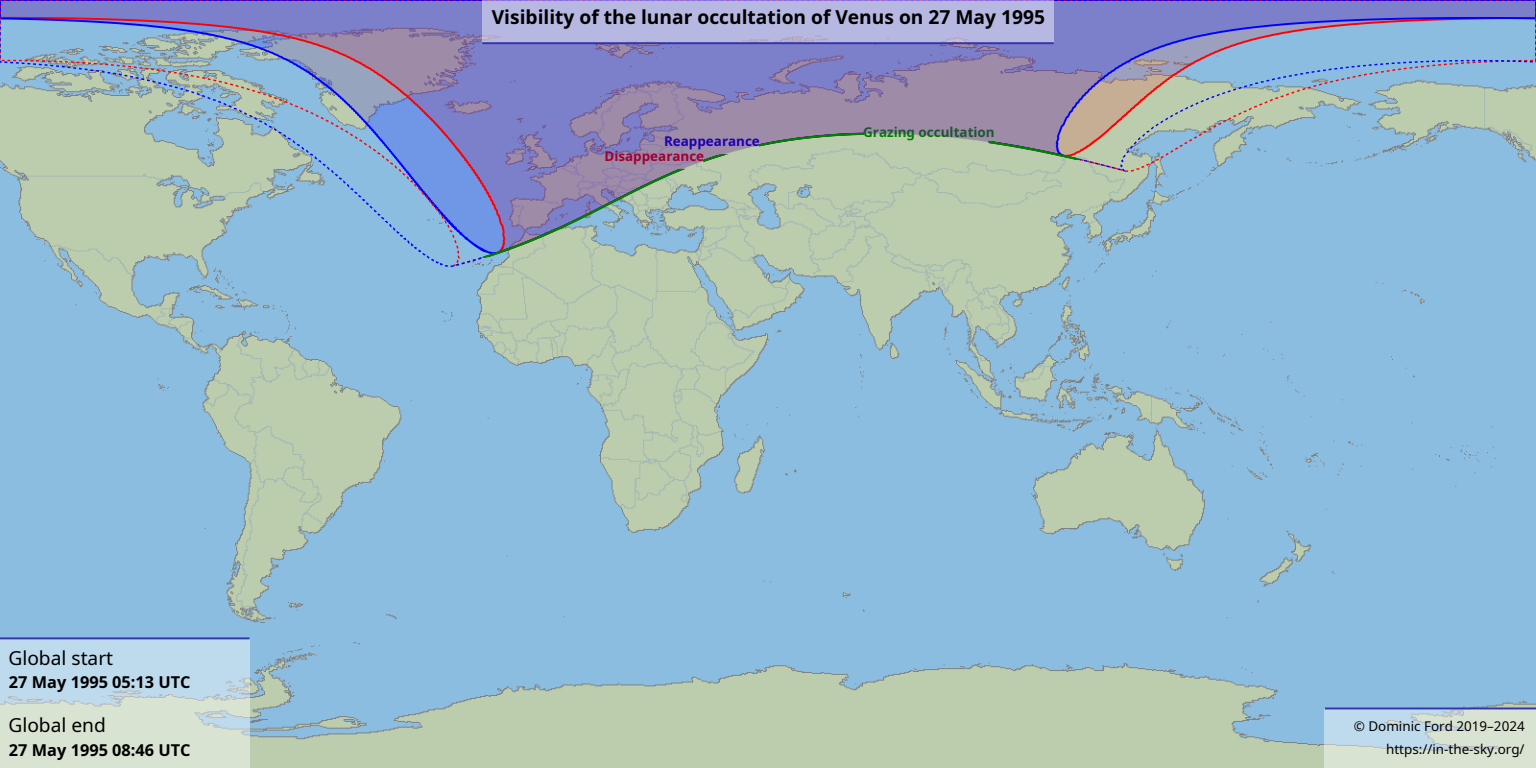 Visibility of the lunar occultation of Venus on 27 May 1995
Grazing occultation
Reappearance
Disappearance
Global start
27 May 1995 05:13 UTC
Global end
27 May 1995 08:46 UTC
© Dominic Ford 2019–2024
https://in-the-sky.org/